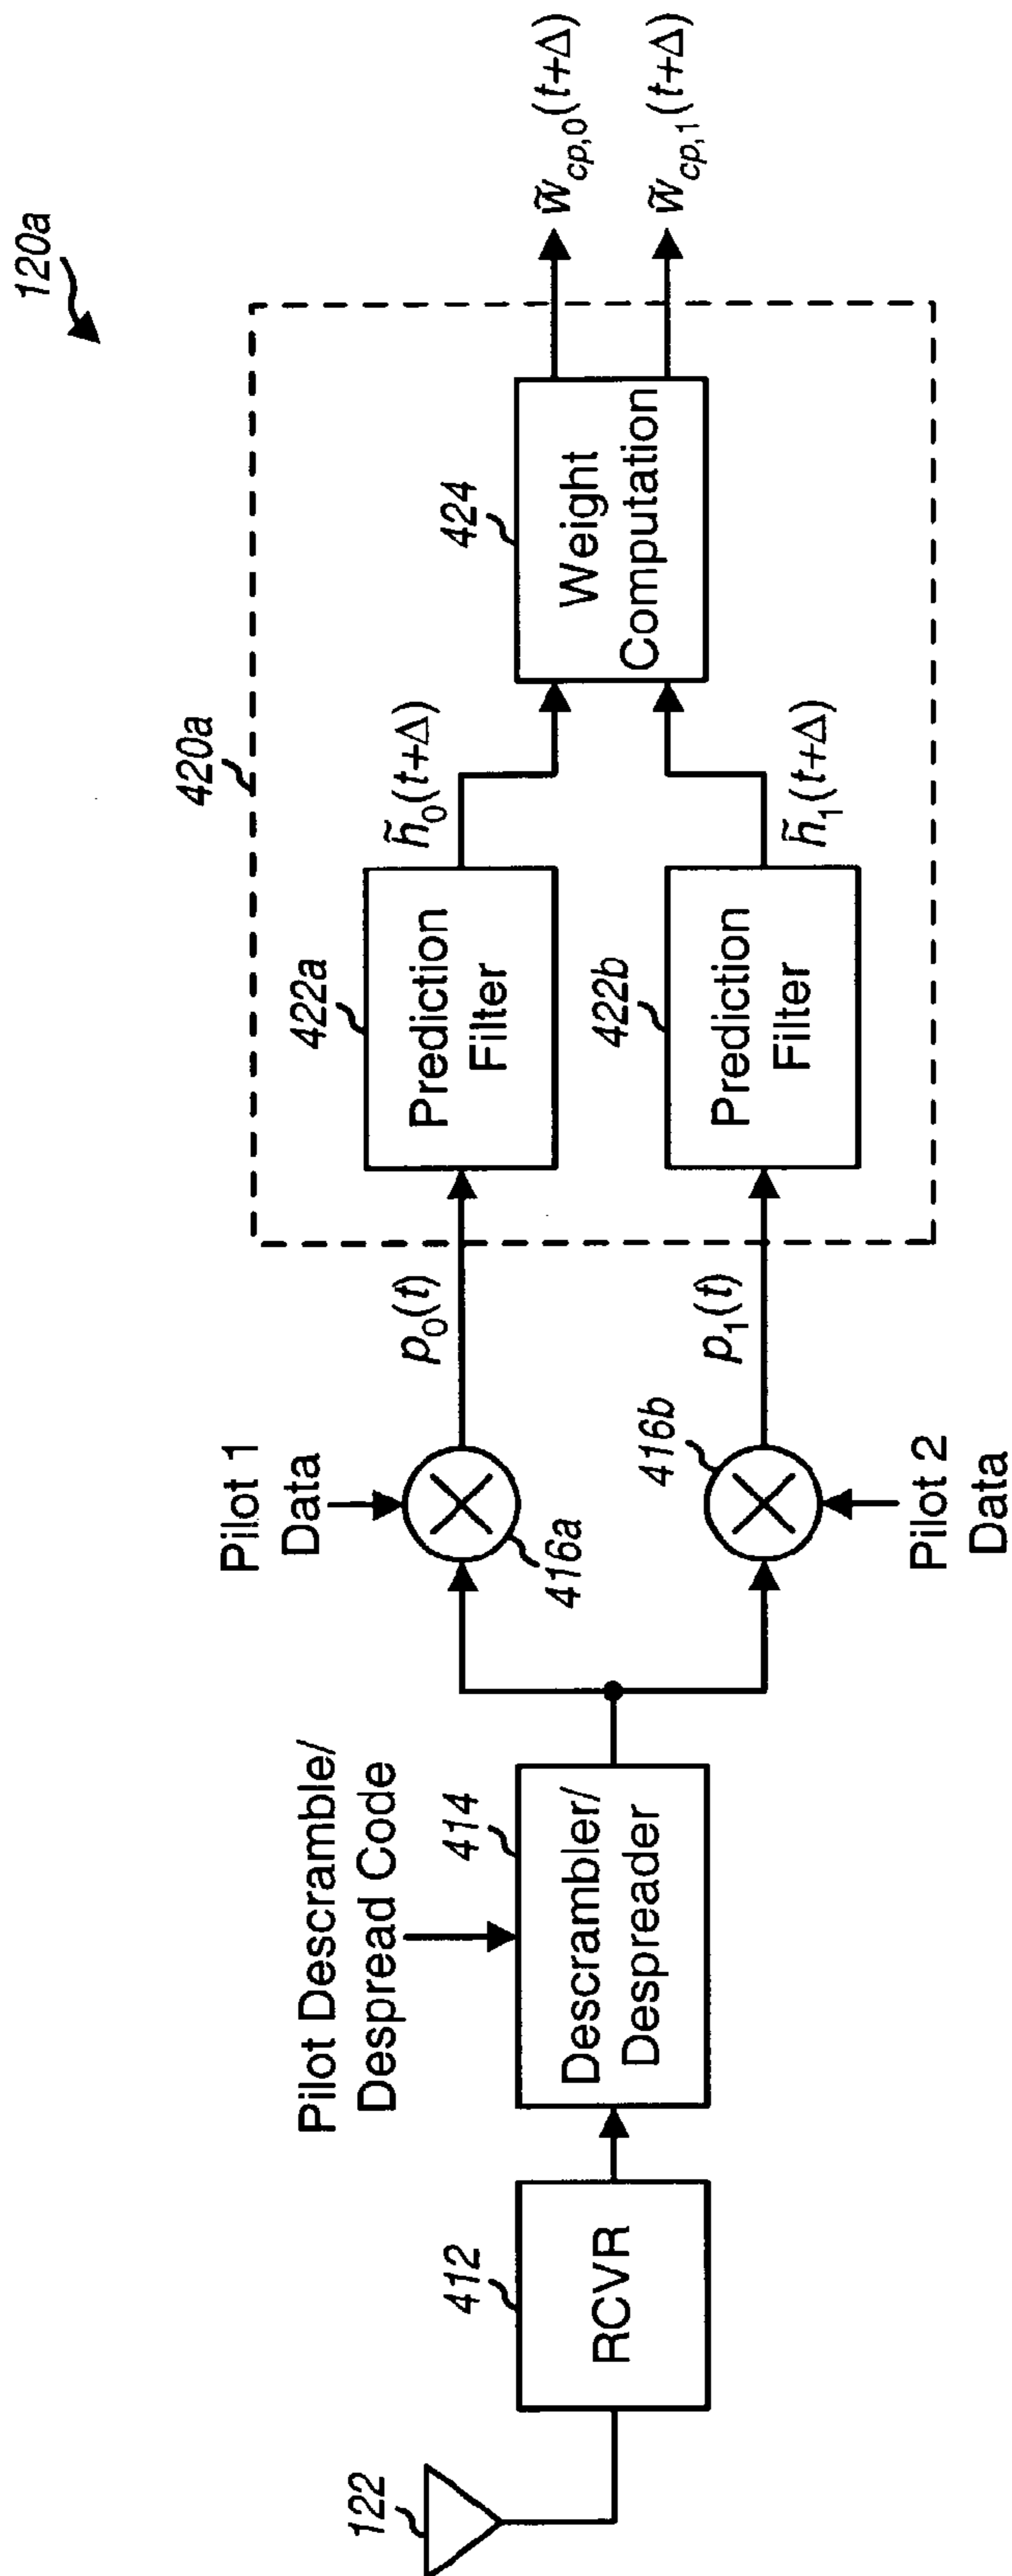 120a
420a
Pilot Descramble/
Despread Code
Pilot 1
Data
422a
Prediction
Filter
p₀(t)
h̃₀(t+Δ)
416a
122
412
RCVR
414
Descrambler/
Despreader
424
Weight
Computation
w̃cp,0(t+Δ)
w̃cp,1(t+Δ)
416b
p₁(t)
422b
Prediction
Filter
h̃₁(t+Δ)
Pilot 2
Data